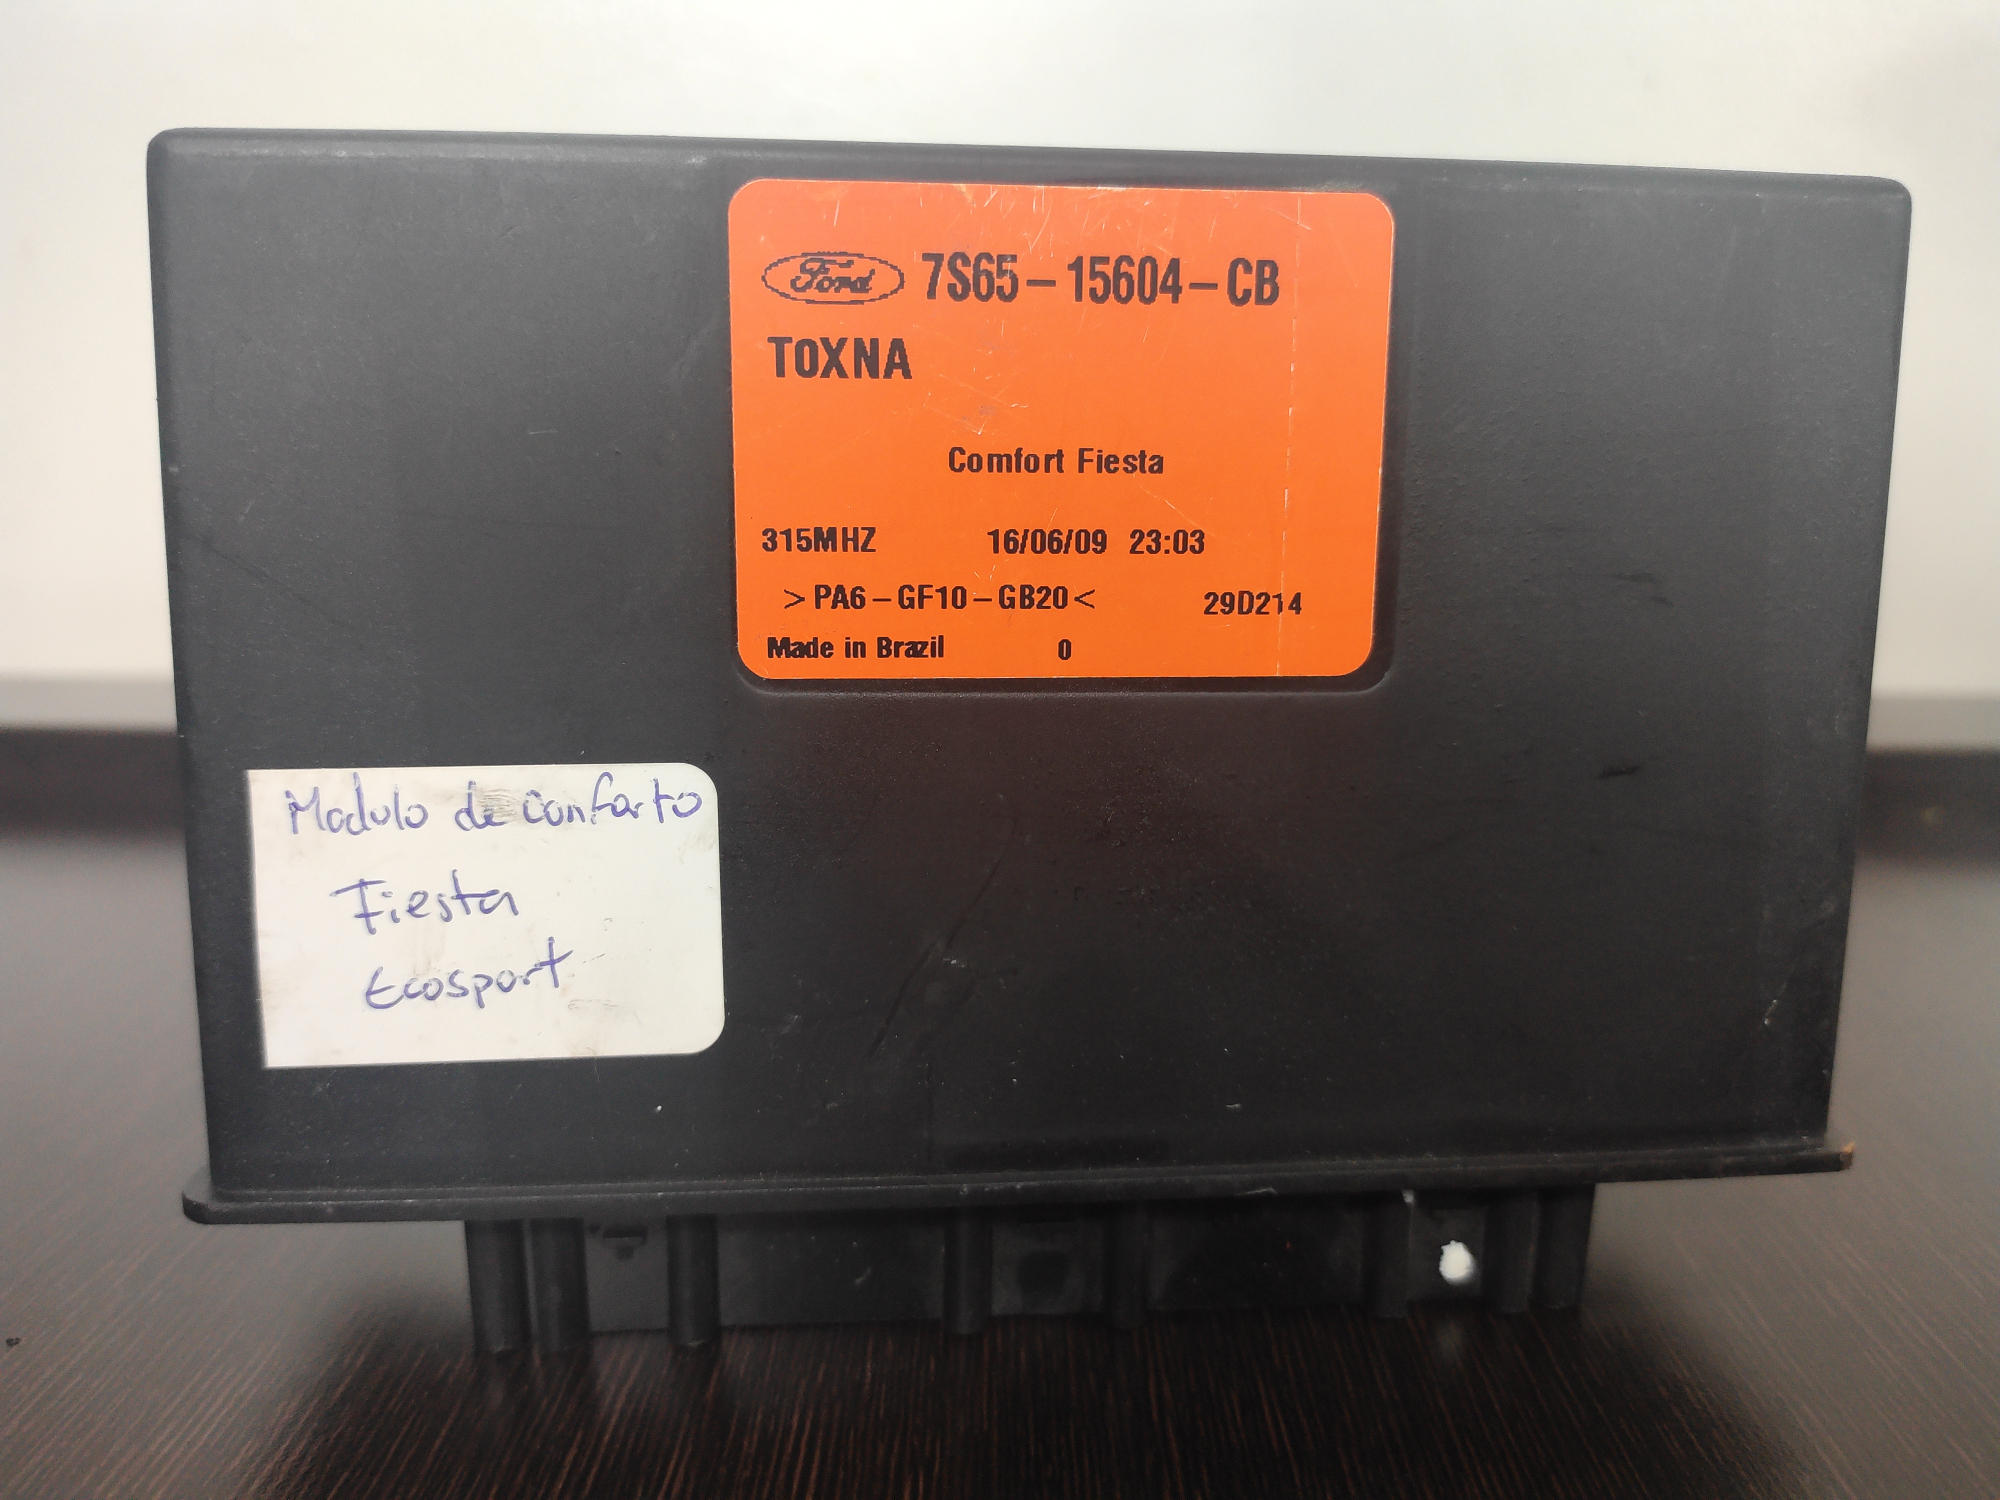 Ford 7S65-15604-CB
TOXNA
Comfort Fiesta
315MHZ 16/06/09 23:03
>PA6-GF10-GB20< 29D214
Made in Brazil 0
Modulo de conforto
Fiesta
Ecosport